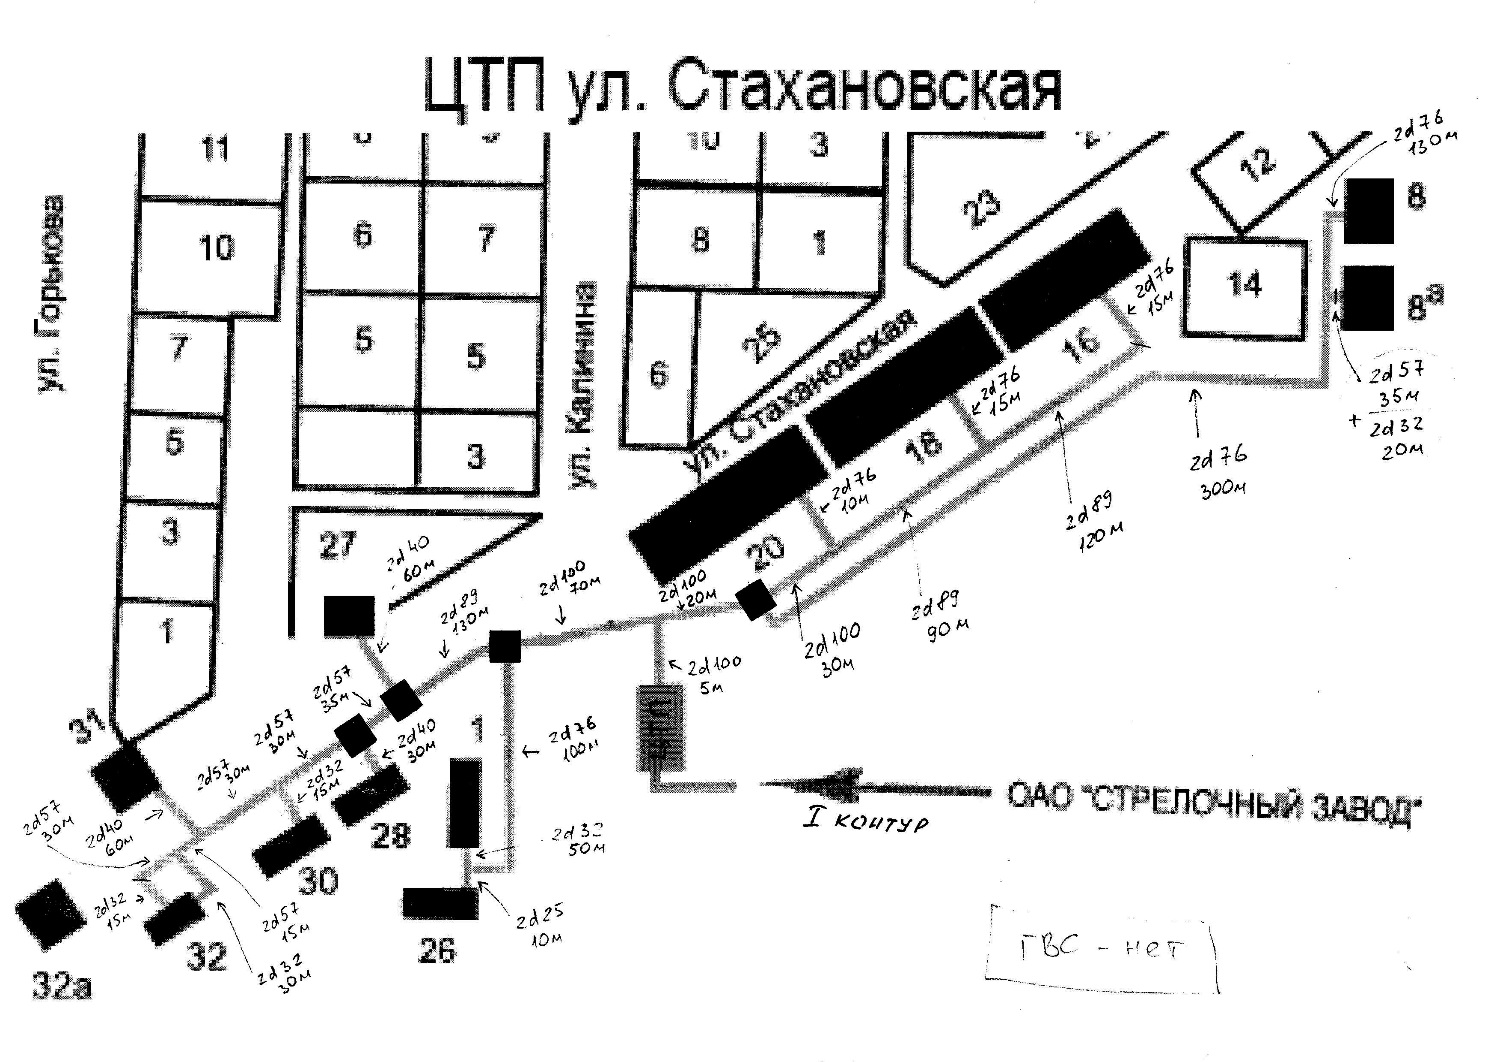 ЦТП ул. Стахановская
2d76
130м
11
10
3
12
8
ул. Горькова
10
6
7
8
1
23
14
8а
2d76
15м
7
5
5
ул. Калинина
6
25
ул. Стахановская
16
2d57
35м
+
2d32
20м
2d76
15м
5
3
18
2d76
300м
2d76
10м
2d89
120м
3
27
2d40
60м
20
2d100
70м
2d100
20м
2d89
130м
2d89
90м
1
2d100
30м
2d100
5м
2d57
35м
31
2d57
30м
1
2d40
30м
2d76
100м
ЦТП
2d57
30м
2d32
15м
ОАО "СТРЕЛОЧНЫЙ ЗАВОД"
I контур
2d57
30м
2d40
60м
28
2d32
50м
30
2d32
15м
2d57
15м
2d25
10м
32
26
2d32
30м
32а
ГВС - нет